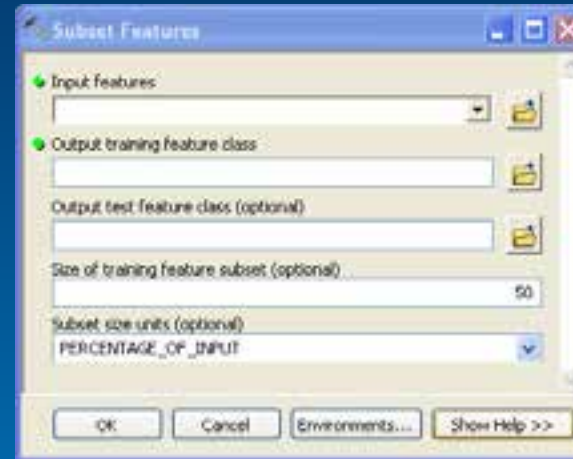 Subset Features
Input features
Output training feature class
Output test feature class (optional)
Size of training feature subset (optional)
50
Subset size units (optional)
PERCENTAGE_OF_INPUT
OK Cancel Environments... Show Help >>